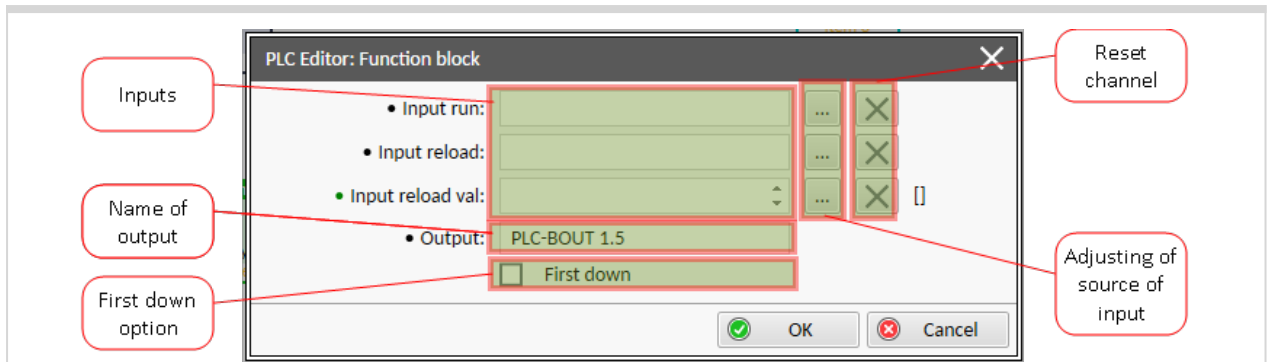 PLC Editor: Function block
Reset
channel
Inputs
• Input run:
...
• Input reload:
...
• Input reload val:
...
[]
Name of
output
• Output:
PLC-BOUT 1.5
First down
Adjusting of
source of
input
First down
option
OK
Cancel